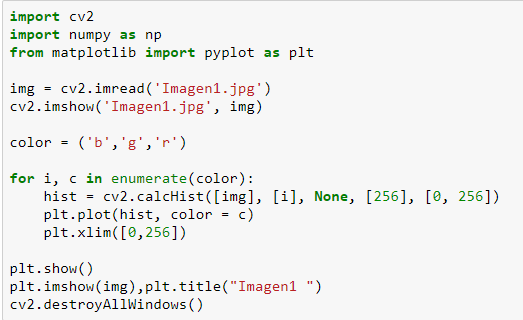 import cv2
import numpy as np
from matplotlib import pyplot as plt

img = cv2.imread('Imagen1.jpg')
cv2.imshow('Imagen1.jpg', img)

color = ('b','g','r')

for i, c in enumerate(color):
    hist = cv2.calcHist([img], [i], None, [256], [0, 256])
    plt.plot(hist, color = c)
    plt.xlim([0,256])

plt.show()
plt.imshow(img),plt.title("Imagen1 ")
cv2.destroyAllWindows()